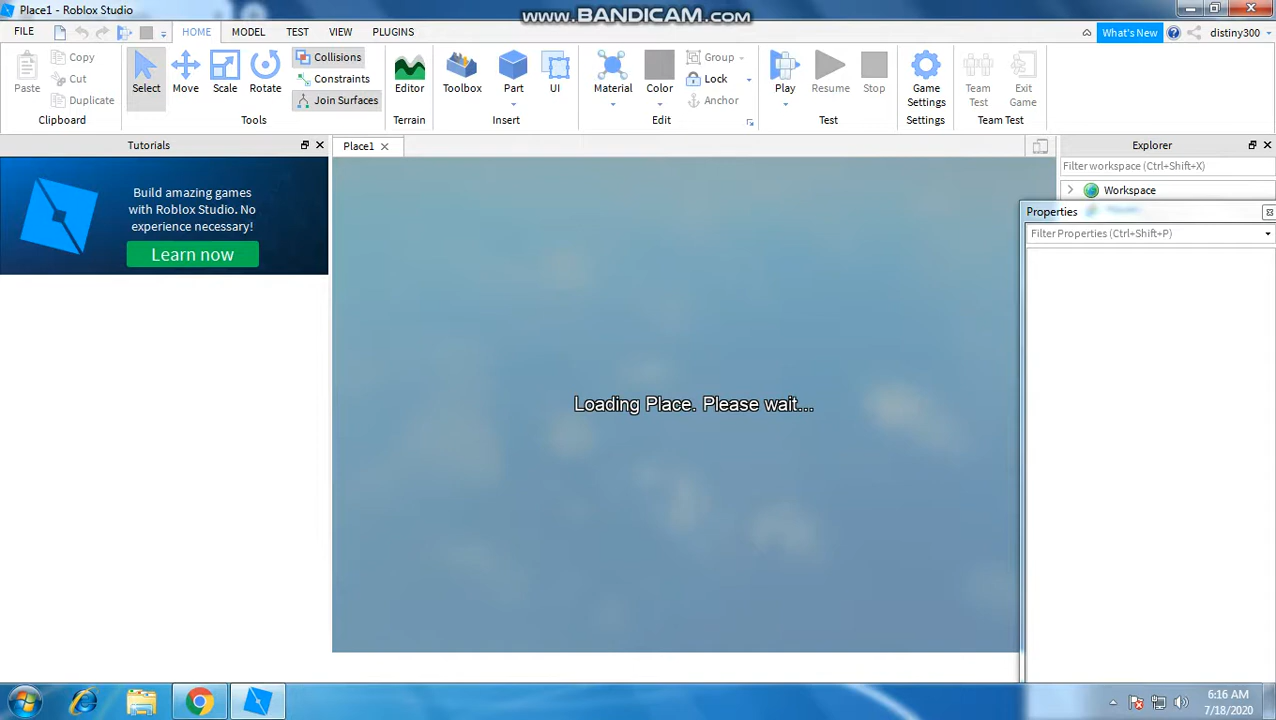 Place1 - Roblox Studio
www.BANDICAM.com
FILE
HOME
MODEL
TEST
VIEW
PLUGINS
What's New
distiny300
Paste
Copy
Cut
Duplicate
Clipboard
Select
Move
Scale
Rotate
Collisions
Constraints
Join Surfaces
Tools
Editor
Terrain
Toolbox
Part
UI
Insert
Material
Color
Group
Lock
Anchor
Edit
Play
Resume
Stop
Test
Game
Settings
Settings
Team
Test
Exit
Game
Team Test
Tutorials
Place1
Explorer
Build amazing games
with Roblox Studio. No
experience necessary!
Learn now
Filter workspace (Ctrl+Shift+X)
Workspace
Properties
Filter Properties (Ctrl+Shift+P)
Loading Place. Please wait...
6:16 AM
7/18/2020